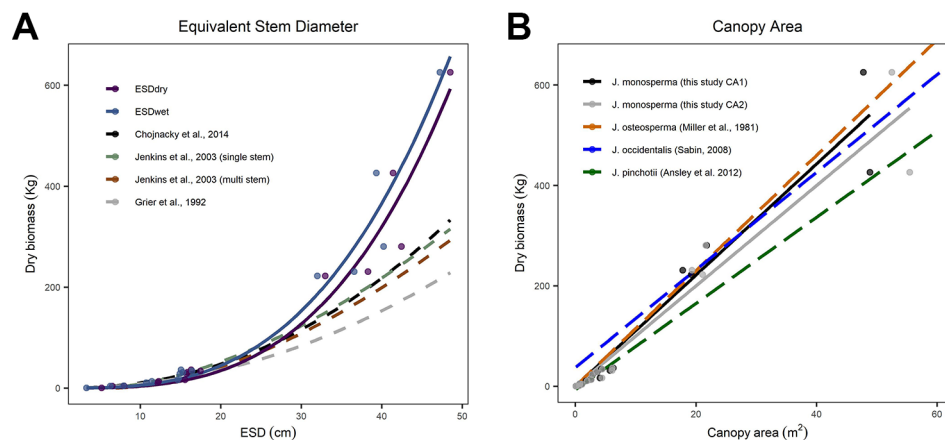 A
Equivalent Stem Diameter
Dry biomass (Kg)
600
400
200
0
ESDdry
ESDwet
Chojnacky et al., 2014
Jenkins et al., 2003 (single stem)
Jenkins et al., 2003 (multi stem)
Grier et al., 1992
10
20
30
40
50
ESD (cm)
B
Canopy Area
Dry biomass (Kg)
600
400
200
0
J. monosperma (this study CA1)
J. monosperma (this study CA2)
J. osteosperma (Miller et al., 1981)
J. occidentalis (Sabin, 2008)
J. pinchotii (Ansley et al. 2012)
0
20
40
60
Canopy area (m²)